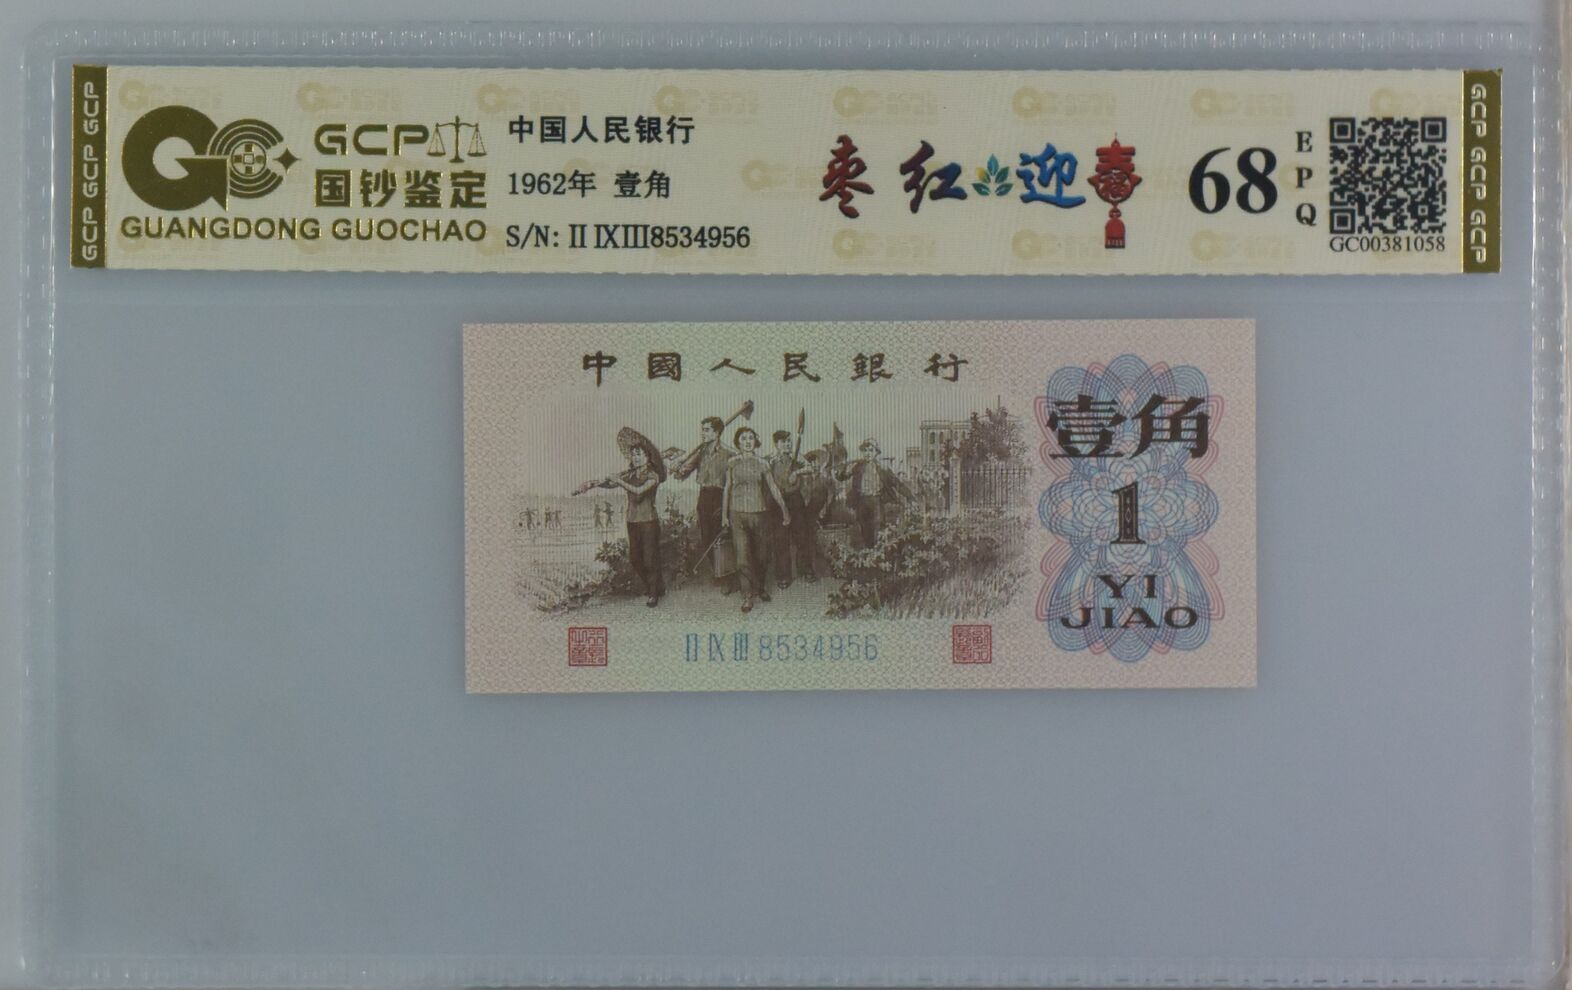 GCP GCP GCP
GCP
国钞鉴定
GUANGDONG GUOCHAO
中国人民银行
1962年 壹角
S/N: II IX III 8534956
枣红迎春
68
EPQ
GC00381058
GCP GCP GCP
中國人民銀行
壹角
1
YI
JIAO
II IX III 8534956